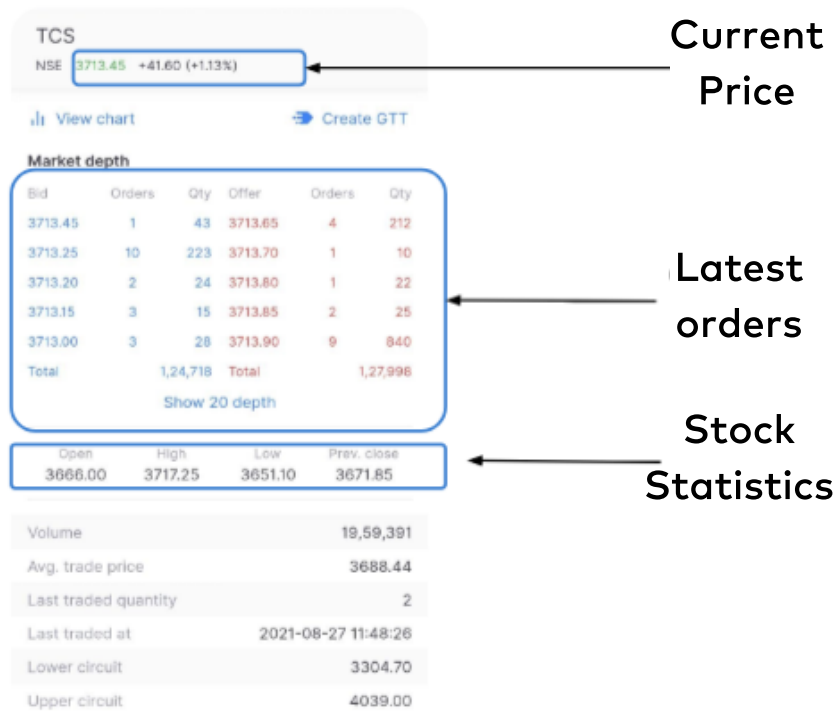 TCS
NSE 3713.45 +41.60 (+1.13%)
Current
Price
View chart Create GTT
Market depth
Bid Orders Qty Offer Orders Qty
3713.45 1 43 3713.65 4 212
3713.25 10 223 3713.70 1 10
3713.20 2 24 3713.80 1 22
3713.15 3 15 3713.85 2 25
3713.00 3 28 3713.90 9 840
Total 1,24,718 Total 1,27,998
Show 20 depth
Latest
orders
Open High Low Prev. close
3666.00 3717.25 3651.10 3671.85
Stock
Statistics
Volume 19,59,391
Avg. trade price 3688.44
Last traded quantity 2
Last traded at 2021-08-27 11:48:26
Lower circuit 3304.70
Upper circuit 4039.00